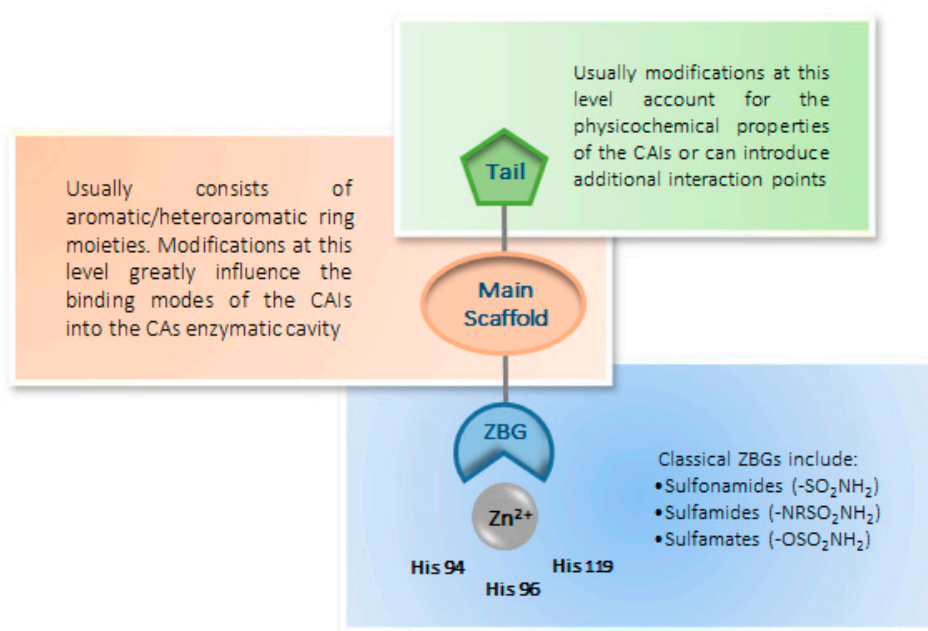 Usually modifications at this
level account for the
physicochemical properties
of the CAIs or can introduce
additional interaction points
Tail
Usually consists of
aromatic/heteroaromatic ring
moieties. Modifications at this
level greatly influence the
binding modes of the CAIs
into the CAs enzymatic cavity
Main
Scaffold
ZBG
Zn²⁺
His 94
His 96
His 119
Classical ZBGs include:
•Sulfonamides (-SO₂NH₂)
•Sulfamides (-NRSO₂NH₂)
•Sulfamates (-OSO₂NH₂)